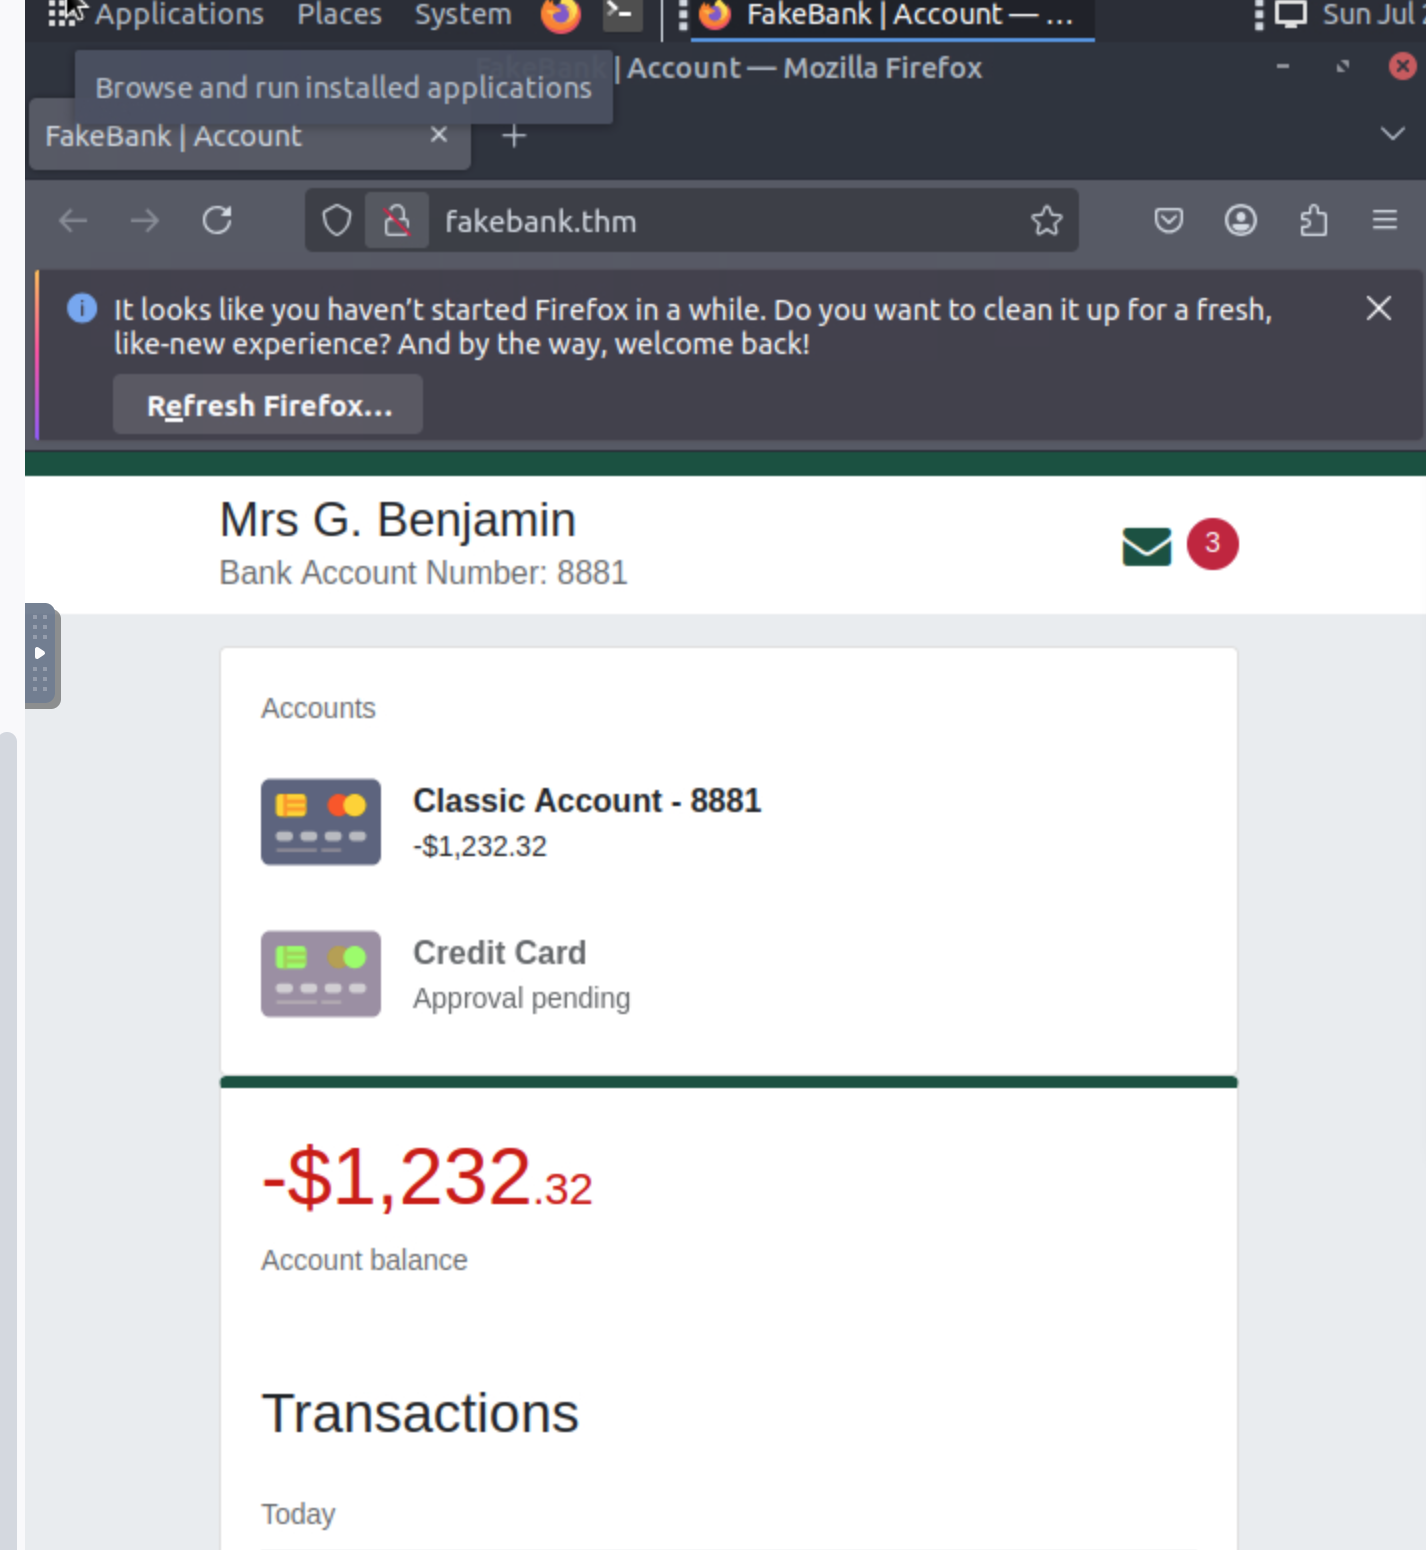 Applications Places System FakeBank | Account — ... Sun Jul
FakeBank | Account — Mozilla Firefox
Browse and run installed applications
FakeBank | Account
fakebank.thm
It looks like you haven’t started Firefox in a while. Do you want to clean it up for a fresh,
like-new experience? And by the way, welcome back!
Refresh Firefox...
Mrs G. Benjamin
3
Bank Account Number: 8881
Accounts
Classic Account - 8881
-$1,232.32
Credit Card
Approval pending
-$1,232.32
Account balance
Transactions
Today